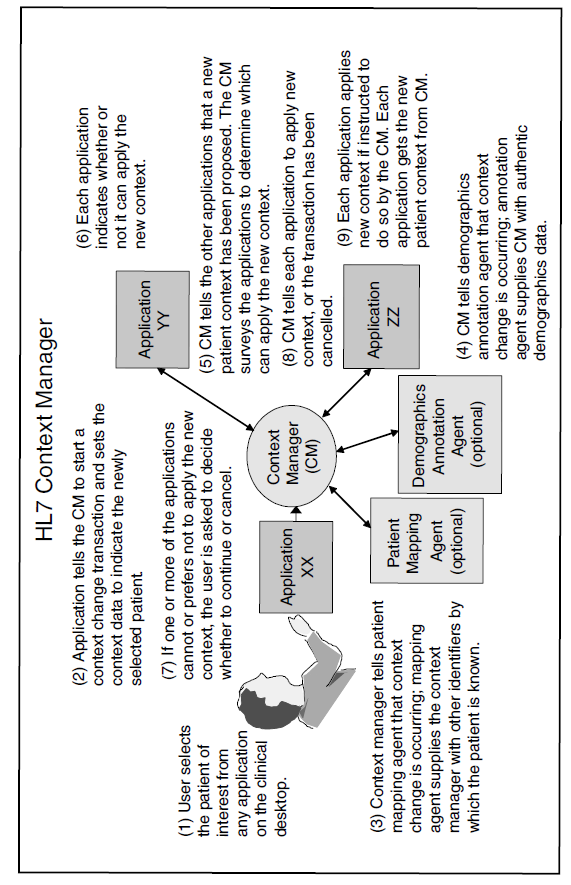 HL7 Context Manager
(1) User selects
the patient of
interest from
any application
on the clinical
desktop.
(2) Application tells the CM to start a
context change transaction and sets the
context data to indicate the newly
selected patient.
(3) Context manager tells patient
mapping agent that context
change is occurring; mapping
agent supplies the context
manager with other identifiers by
which the patient is known.
(4) CM tells demographics
annotation agent that context
change is occurring; annotation
agent supplies CM with authentic
demographics data.
(5) CM tells the other applications that a new
patient context has been proposed. The CM
surveys the applications to determine which
can apply the new context.
(6) Each application
indicates whether or
not it can apply the
new context.
(7) If one or more of the applications
cannot or prefers not to apply the new
context, the user is asked to decide
whether to continue or cancel.
(8) CM tells each application to apply new
context, or the transaction has been
cancelled.
(9) Each application applies
new context if instructed to
do so by the CM. Each
application gets the new
patient context from CM.
Application
XX
Context
Manager
(CM)
Application
YY
Application
ZZ
Patient
Mapping
Agent
(optional)
Demographics
Annotation
Agent
(optional)